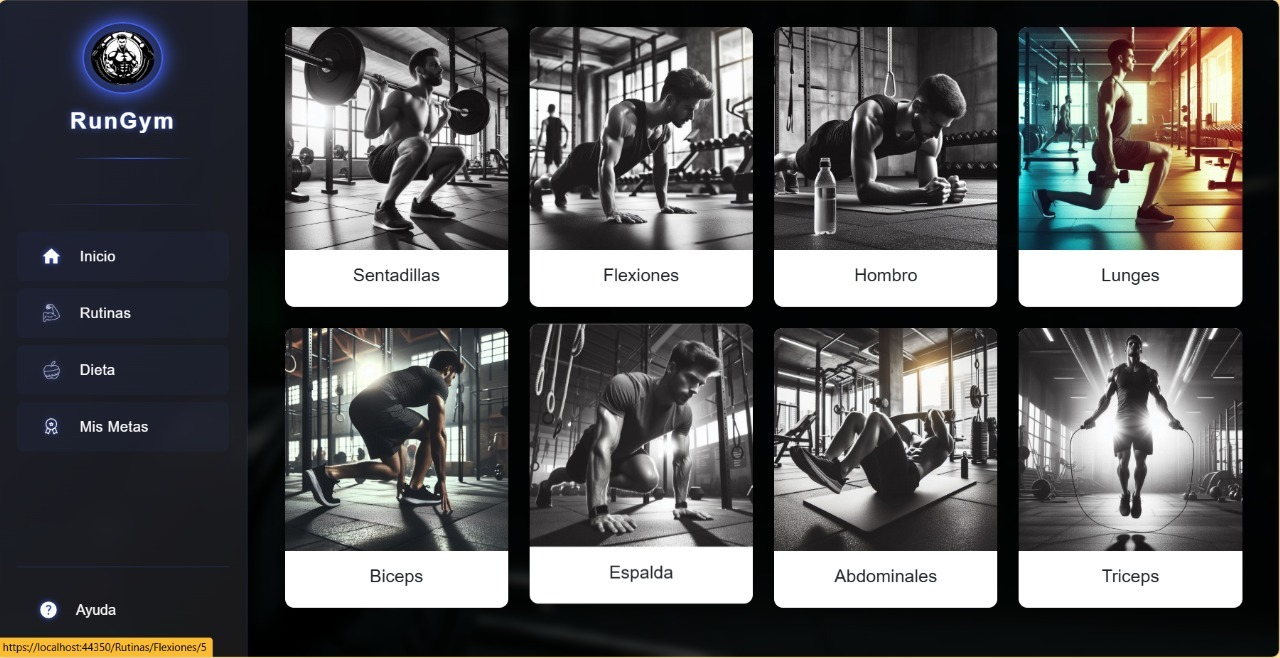 RunGym
Inicio
Rutinas
Dieta
Mis Metas
Ayuda
Sentadillas
Flexiones
Hombro
Lunges
Biceps
Espalda
Abdominales
Triceps
https://localhost:44350/Rutinas/Flexiones/5